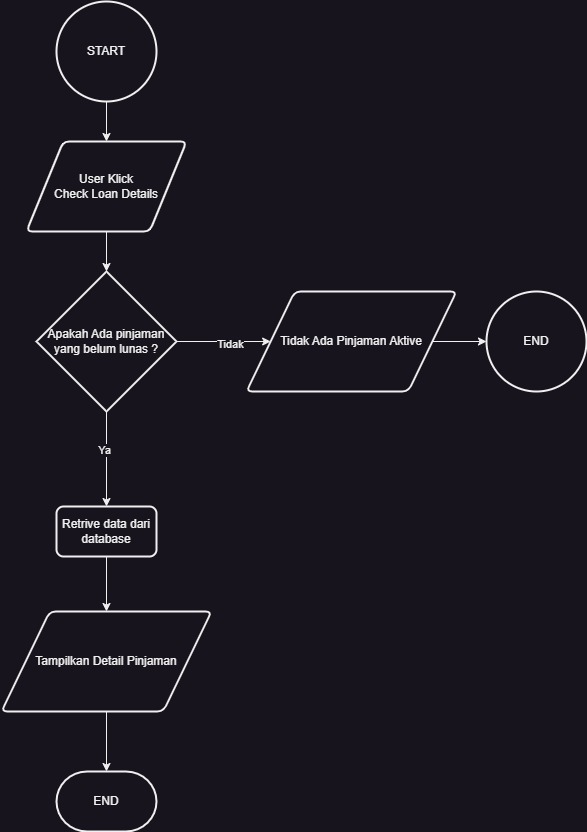 START
User Klick
Check Loan Details
Apakah Ada pinjaman
yang belum lunas ?
Tidak
Tidak Ada Pinjaman Aktive
END
Ya
Retrive data dari
database
Tampilkan Detail Pinjaman
END